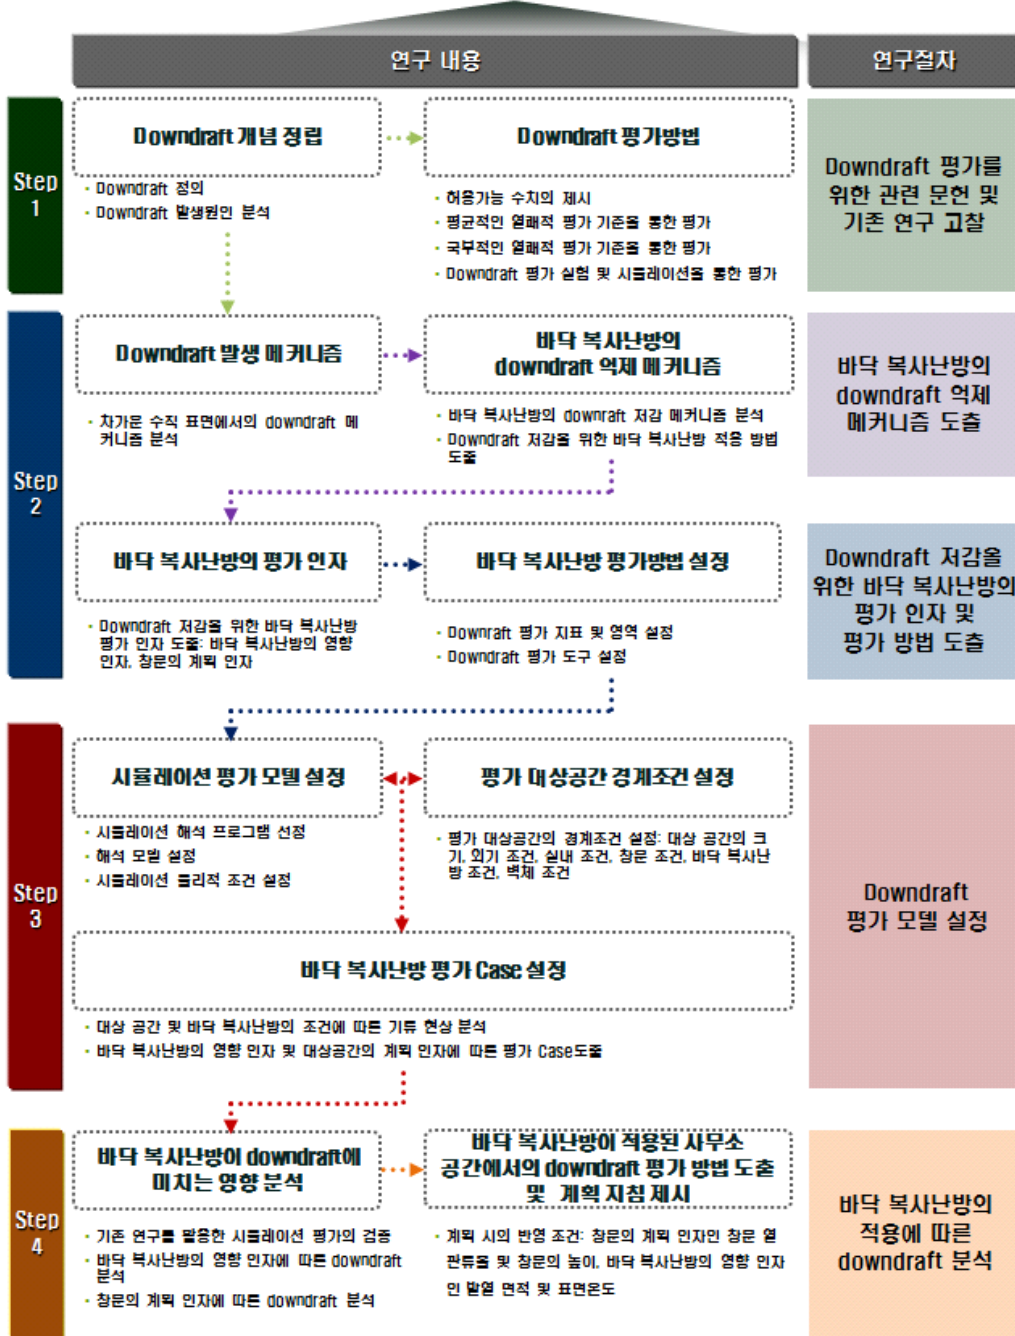 연구 내용
연구절차
Step
1
Downdraft 개념 정립
Downdraft 평가방법
- Downdraft 정의
- Downdraft 발생원인 분석
- 허용가능 수치의 제시
- 평균적인 열쾌적 평가 기준을 통한 평가
- 국부적인 열쾌적 평가 기준을 통한 평가
- Downdraft 평가 실험 및 시뮬레이션을 통한 평가
Downdraft 평가를
위한 관련 문헌 및
기존 연구 고찰
Step
2
Downdraft 발생 메커니즘
바닥 복사난방의
downdraft 억제 메커니즘
- 차가운 수직 표면에서의 downdraft 메
커니즘 분석
- 바닥 복사난방의 downraft 저감 메커니즘 분석
- Downdraft 저감을 위한 바닥 복사난방 적용 방법
도출
바닥 복사난방의
downdraft 억제
메커니즘 도출
바닥 복사난방의 평가 인자
바닥 복사난방 평가방법 설정
- Downdraft 저감을 위한 바닥 복사난방
평가 인자 도출: 바닥 복사난방의 영향
인자, 창문의 계획 인자
- Downraft 평가 지표 및 영역 설정
- Downdraft 평가 도구 설정
Downdraft 저감을
위한 바닥 복사난방의
평가 인자 및
평가 방법 도출
Step
3
시뮬레이션 평가 모델 설정
평가 대상공간 경계조건 설정
- 시뮬레이션 해석 프로그램 선정
- 해석 모델 설정
- 시뮬레이션 물리적 조건 설정
- 평가 대상공간의 경계조건 설정: 대상 공간의 크
기, 외기 조건, 실내 조건, 창문 조건, 바닥 복사난
방 조건, 벽체 조건
바닥 복사난방 평가 Case 설정
- 대상 공간 및 바닥 복사난방의 조건에 따른 기류 현상 분석
- 바닥 복사난방의 영향 인자 및 대상공간의 계획 인자에 따른 평가 Case도출
Downdraft
평가 모델 설정
Step
4
바닥 복사난방이 downdraft에
미치는 영향 분석
바닥 복사난방이 적용된 사무소
공간에서의 downdraft 평가 방법 도출
및 계획 지침 제시
- 기존 연구를 활용한 시뮬레이션 평가의 검증
- 바닥 복사난방의 영향 인자에 따른 downdraft
분석
- 창문의 계획 인자에 따른 downdraft 분석
- 계획 시의 반영 조건: 창문의 계획 인자인 창문 열
관류율 및 창문의 높이, 바닥 복사난방의 영향 인자
인 발열 면적 및 표면온도
바닥 복사난방의
적용에 따른
downdraft 분석